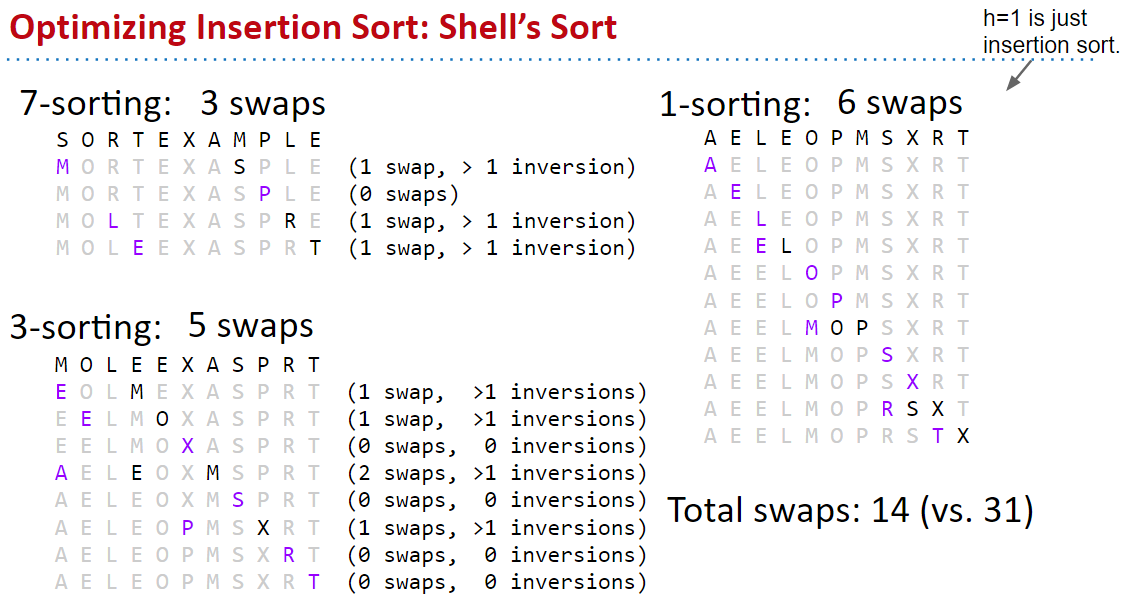 Optimizing Insertion Sort: Shell's Sort
h=1 is just
insertion sort.
7-sorting: 3 swaps
S O R T E X A M P L E
M O R T E X A S P L E (1 swap, > 1 inversion)
M O R T E X A S P L E (0 swaps)
M O L T E X A S P R E (1 swap, > 1 inversion)
M O L E E X A S P R T (1 swap, > 1 inversion)
3-sorting: 5 swaps
M O L E E X A S P R T
E O L M E X A S P R T (1 swap, >1 inversions)
E E L M O X A S P R T (1 swap, >1 inversions)
E E L M O X A S P R T (0 swaps, 0 inversions)
A E L E O X M S P R T (2 swaps, >1 inversions)
A E L E O X M S P R T (0 swaps, 0 inversions)
A E L E O P M S X R T (1 swap, >1 inversions)
A E L E O P M S X R T (0 swaps, 0 inversions)
A E L E O P M S X R T (0 swaps, 0 inversions)
1-sorting: 6 swaps
A E L E O P M S X R T
A E L E O P M S X R T
A E L E O P M S X R T
A E L E O P M S X R T
A E E L O P M S X R T
A E E L O P M S X R T
A E E L O P M S X R T
A E E L M O P S X R T
A E E L M O P S X R T
A E E L M O P S X R T
A E E L M O P R S X T
A E E L M O P R S T X
Total swaps: 14 (vs. 31)